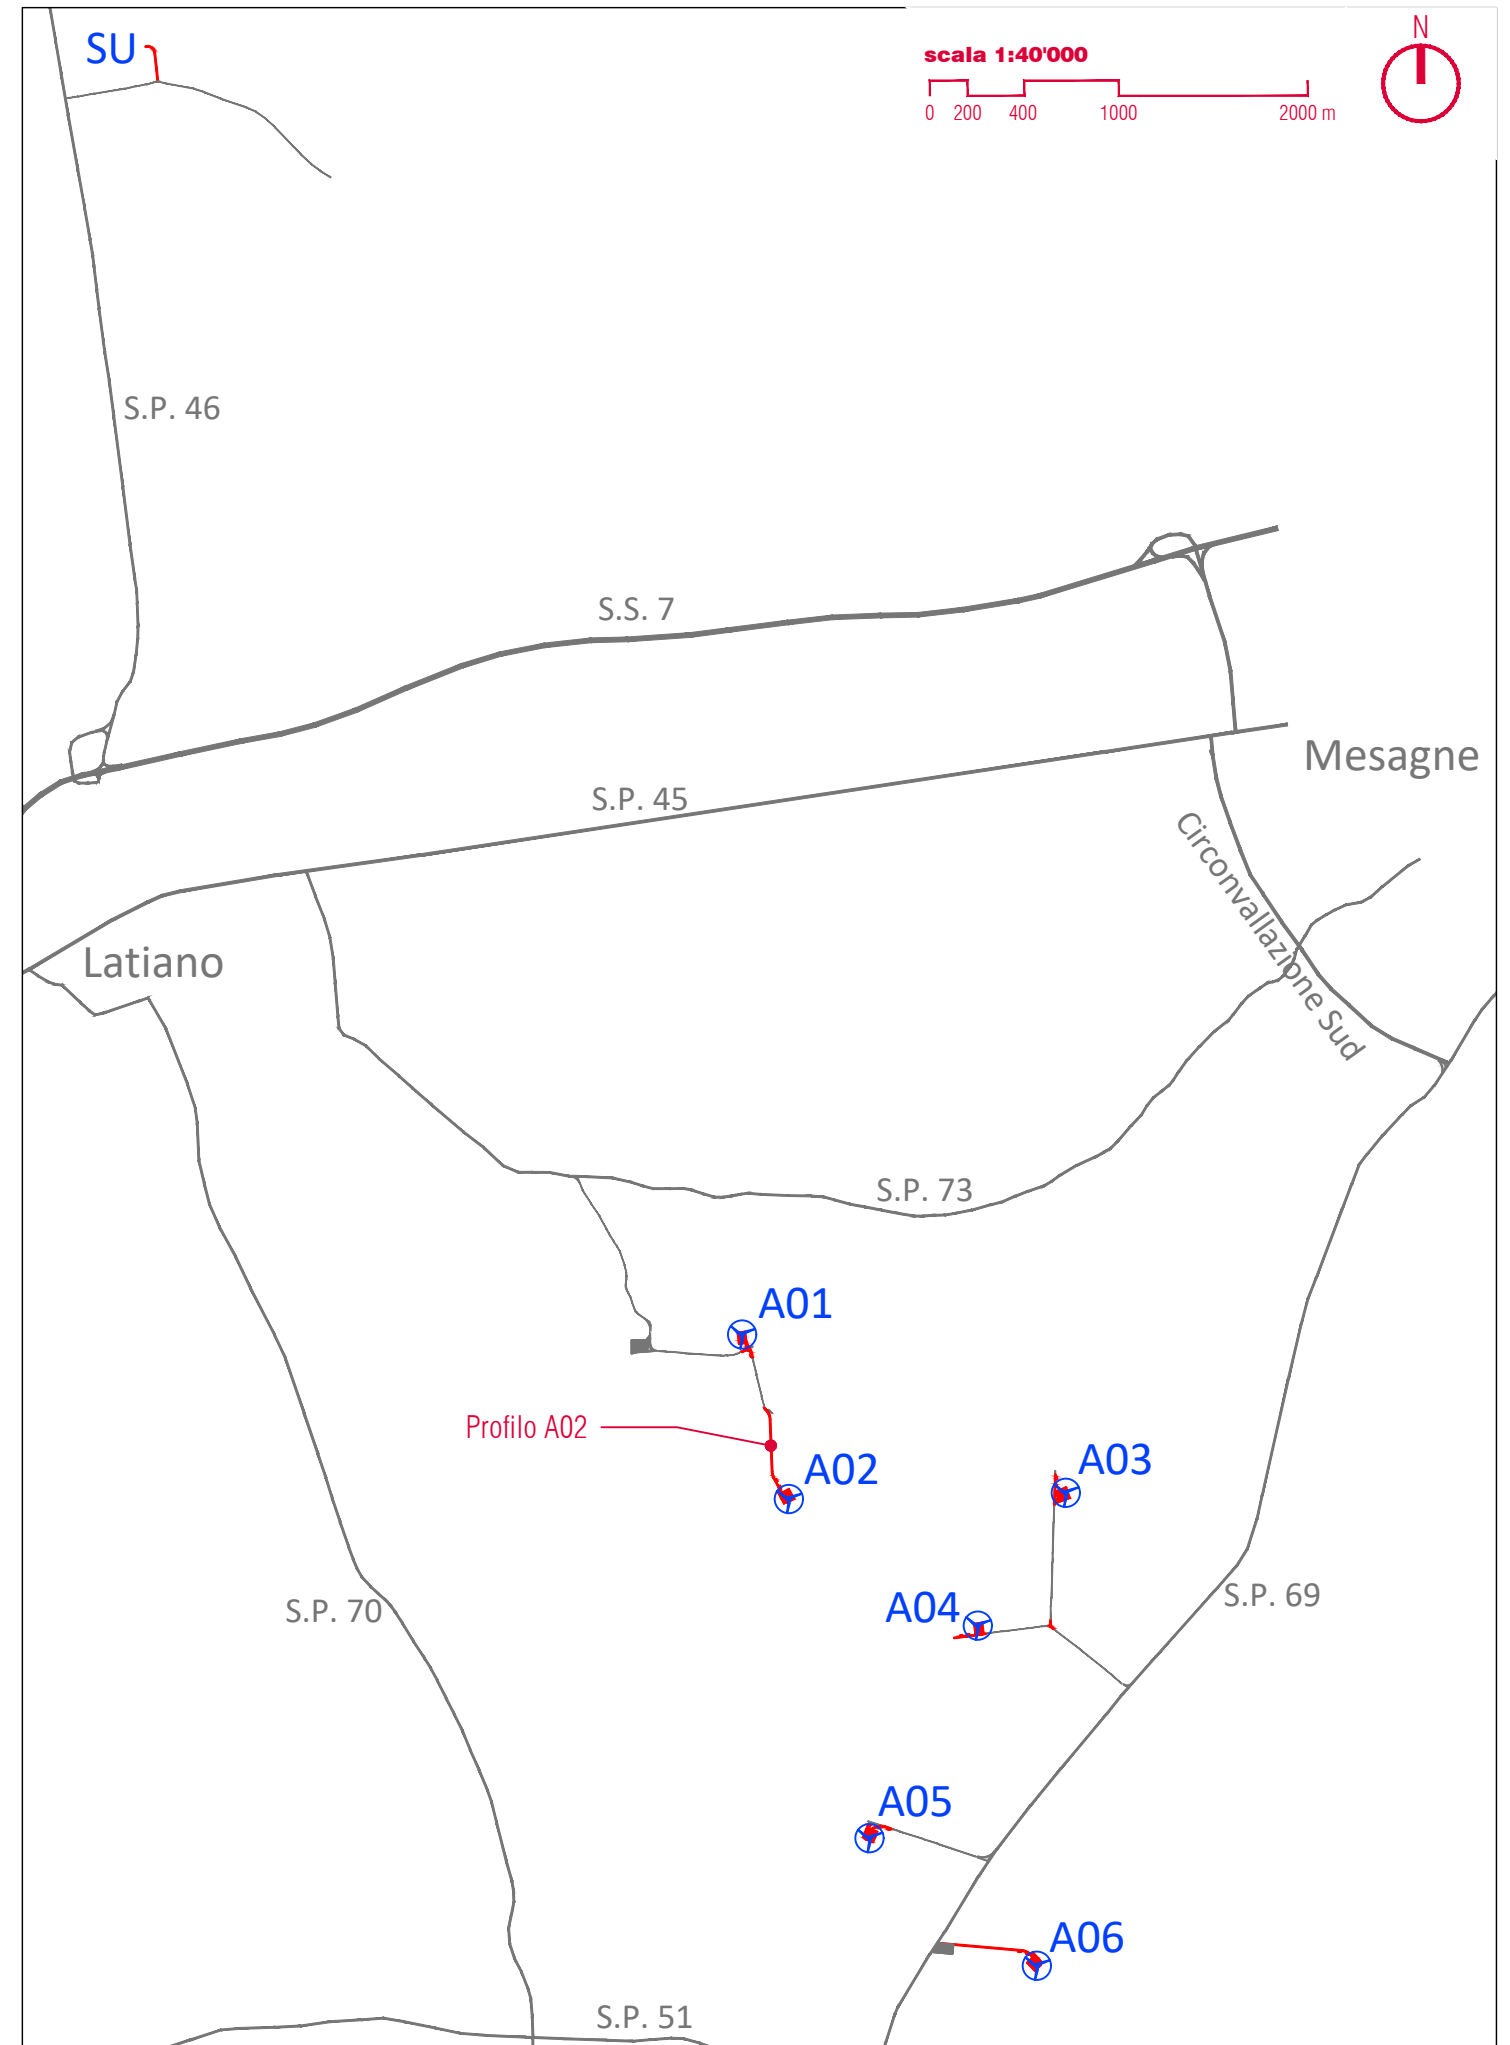 SU
scala 1:40'000
N
0 200 400 1000 2000 m
S.P. 46
S.S. 7
Mesagne
S.P. 45
Circonvallazione Sud
Latiano
S.P. 73
A01
Profilo A02
A02
A03
S.P. 69
A04
S.P. 70
A05
A06
S.P. 51